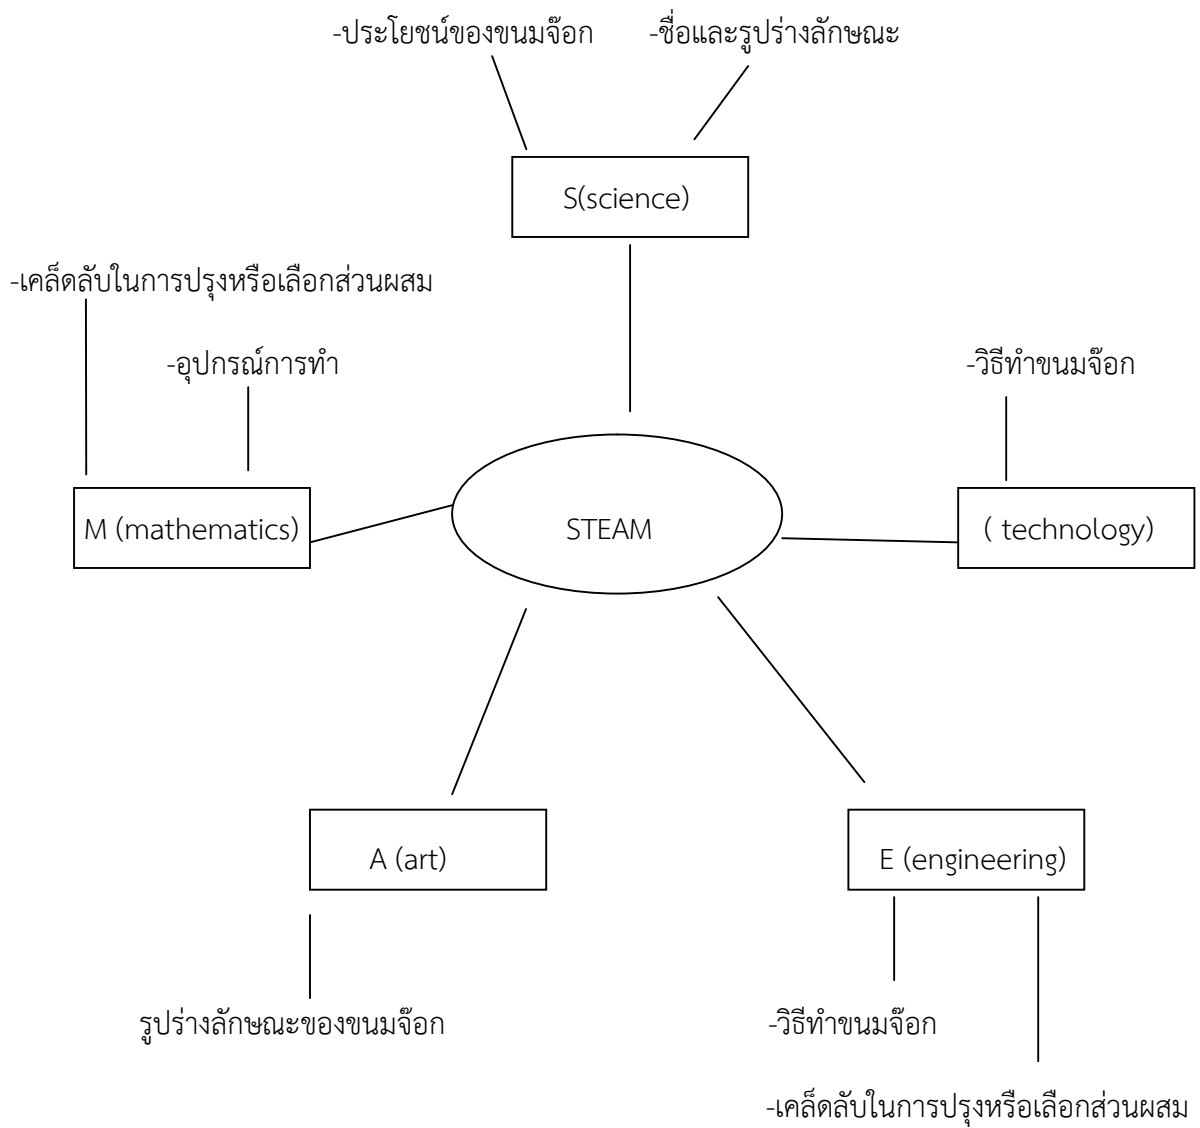 -ประโยชน์ของขนมจ๊อก -ชื่อและรูปร่างลักษณะ
S(science)
-เคล็ดลับในการปรุงหรือเลือกส่วนผสม
-อุปกรณ์การทำ
-วิธีทำขนมจ๊อก
M (mathematics)
STEAM
( technology)
A (art)
E (engineering)
รูปร่างลักษณะของขนมจ๊อก
-วิธีทำขนมจ๊อก
-เคล็ดลับในการปรุงหรือเลือกส่วนผสม